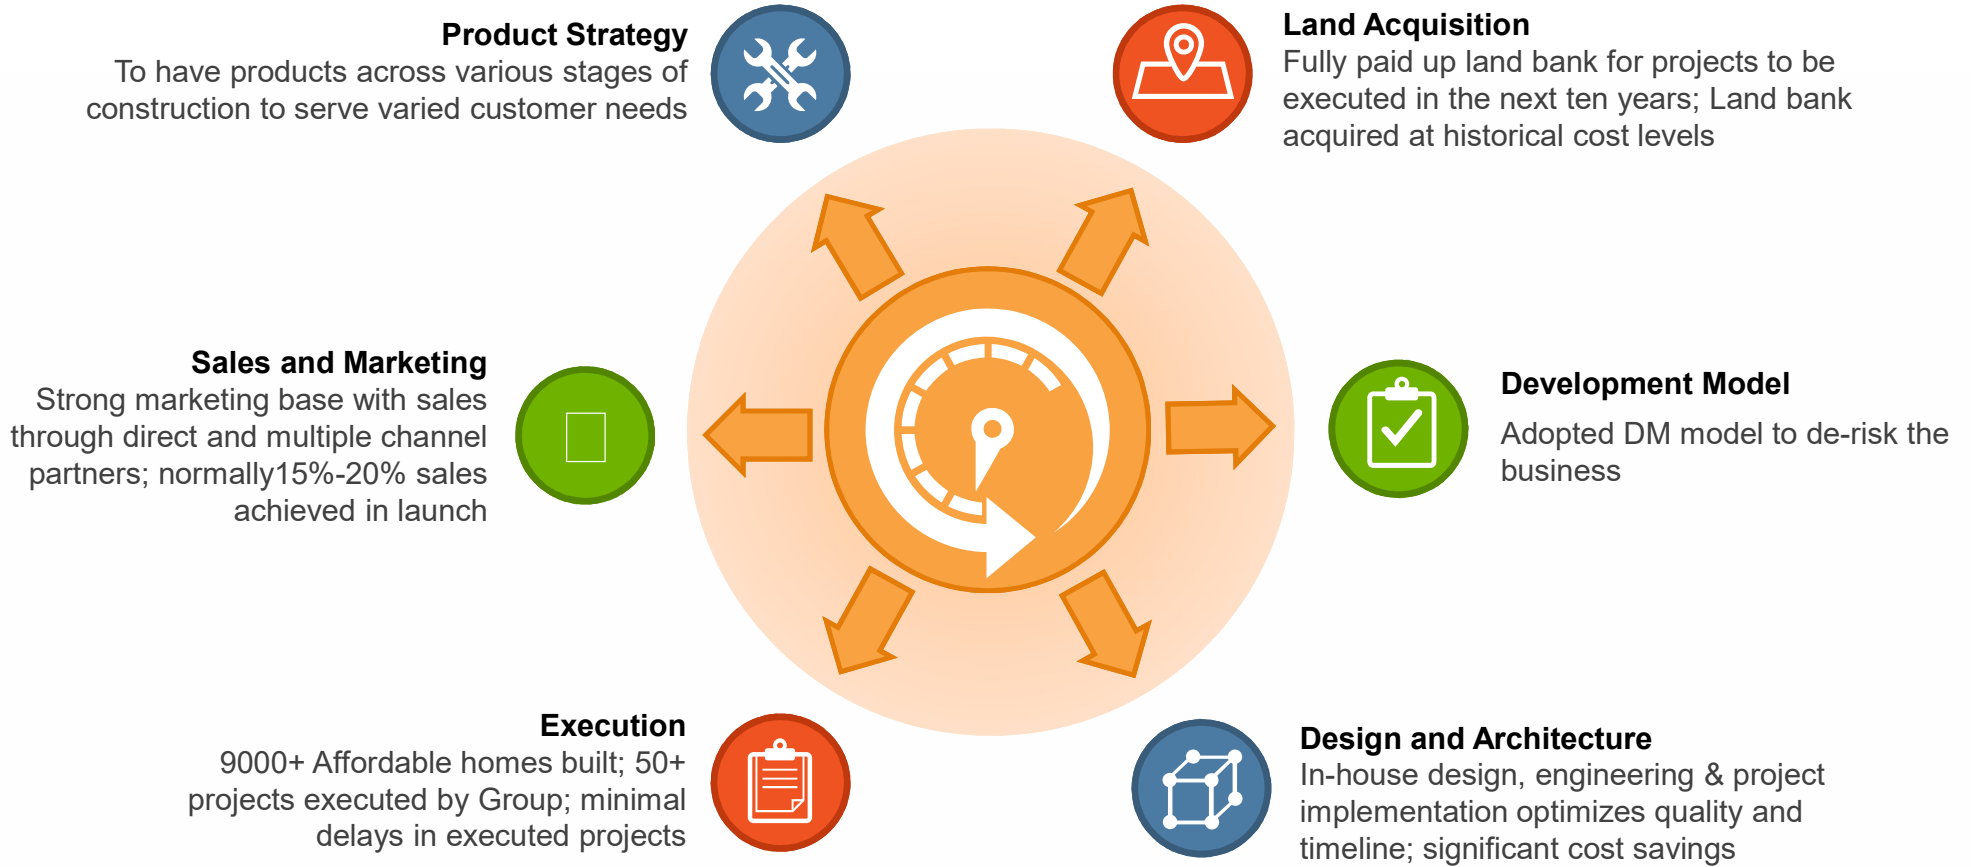 Product Strategy
To have products across various stages of
construction to serve varied customer needs
Land Acquisition
Fully paid up land bank for projects to be
executed in the next ten years; Land bank
acquired at historical cost levels
Sales and Marketing
Strong marketing base with sales
through direct and multiple channel
partners; normally15%-20% sales
achieved in launch
Development Model
Adopted DM model to de-risk the
business
Execution
9000+ Affordable homes built; 50+
projects executed by Group; minimal
delays in executed projects
Design and Architecture
In-house design, engineering & project
implementation optimizes quality and
timeline; significant cost savings